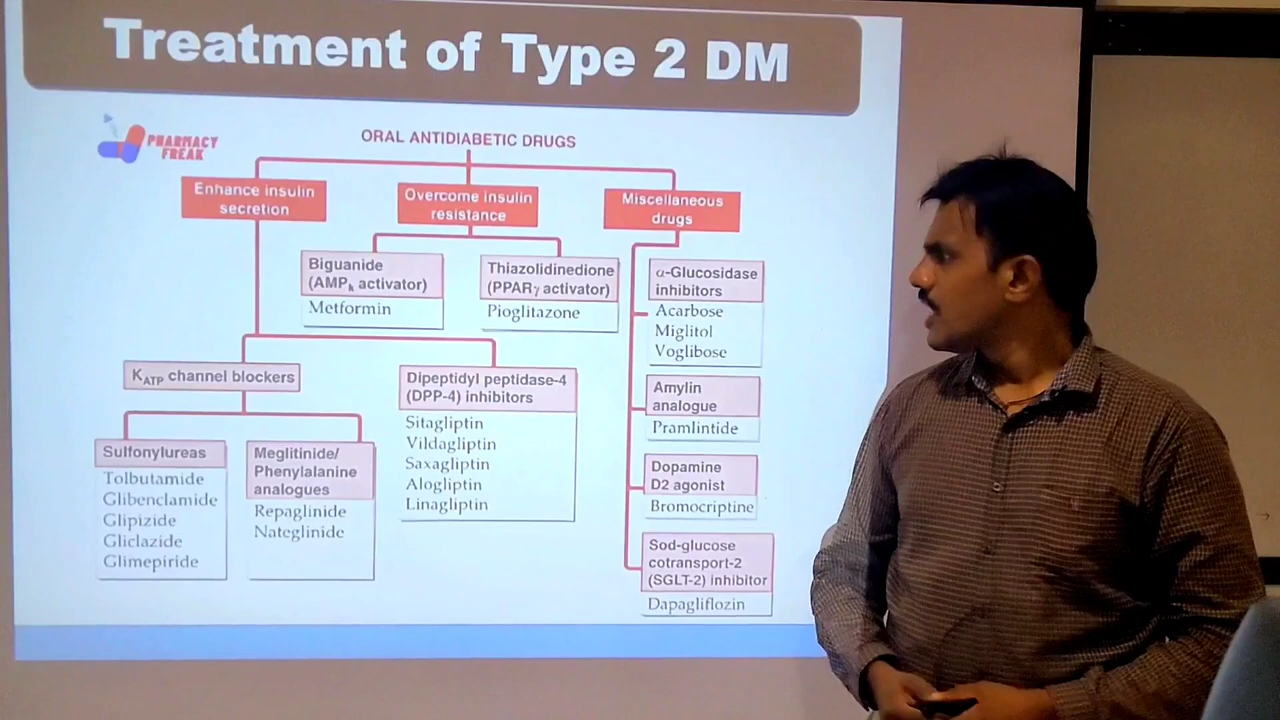 Treatment of Type 2 DM
PHARMACY
FREAK
ORAL ANTIDIABETIC DRUGS
Enhance insulin
secretion
Overcome insulin
resistance
Miscellaneous
drugs
Biguanide
(AMPk activator)
Metformin
Thiazolidinedione
(PPARγ activator)
Pioglitazone
α-Glucosidase
inhibitors
Acarbose
Miglitol
Voglibose
KATP channel blockers
Dipeptidyl peptidase-4
(DPP-4) inhibitors
Sitagliptin
Vildagliptin
Saxagliptin
Alogliptin
Linagliptin
Amylin
analogue
Pramlintide
Sulfonylureas
Tolbutamide
Glibenclamide
Glipizide
Gliclazide
Glimepiride
Meglitinide/
Phenylalanine
analogues
Repaglinide
Nateglinide
Dopamine
D2 agonist
Bromocriptine
Sod-glucose
cotransport-2
(SGLT-2) inhibitor
Dapagliflozin